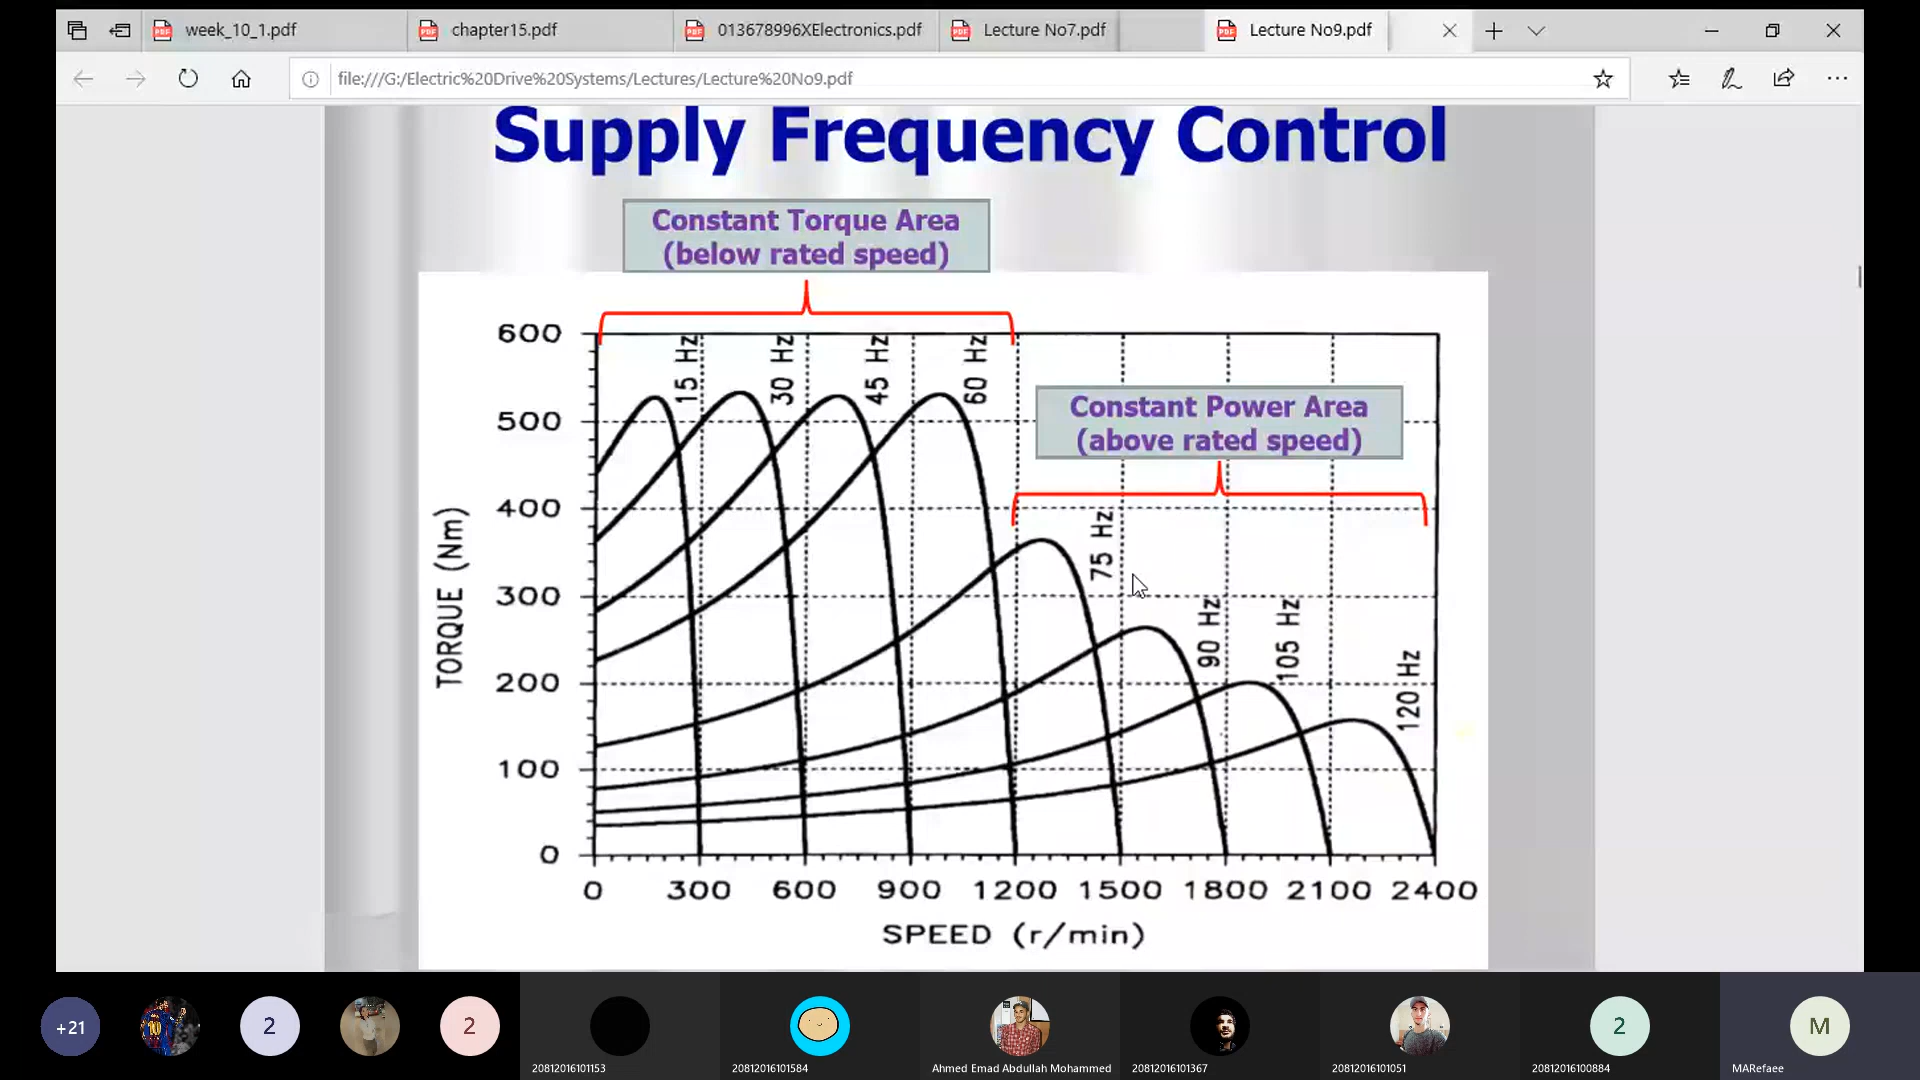 week_10_1.pdf
chapter15.pdf
013678996XElectronics.pdf
Lecture No7.pdf
Lecture No9.pdf
file:///G:/Electric%20Drive%20Systems/Lectures/Lecture%20No9.pdf
Supply Frequency Control
Constant Torque Area
(below rated speed)
Constant Power Area
(above rated speed)
TORQUE (Nm)
600
500
400
300
200
100
0
15 Hz
30 Hz
45 Hz
60 Hz
75 Hz
90 Hz
105 Hz
120 Hz
0 300 600 900 1200 1500 1800 2100 2400
SPEED (r/min)
+21
10
2
2
2
M
20812016101153
20812016101584
Ahmed Emad Abdullah Mohammed
20812016101367
20812016101051
20812016100884
MARefaee